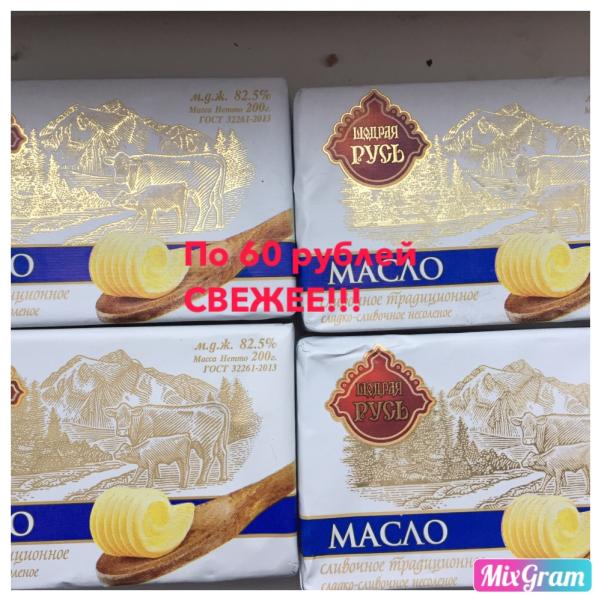 м.д.ж. 82.5%
Масса Нетто 200г.
ГОСТ 32261-2013
ЩЕДРАЯ
РУСЬ
По 60 рублей
СВЕЖЕЕ!!!
МАСЛО
МАСЛО
традиционное
сладко-сливочное несоленое
м.д.ж. 82.5%
Масса Нетто 200г.
ГОСТ 32261-2013
ЩЕДРАЯ
РУСЬ
МАСЛО
сливочное традиционное
сладко-сливочное несоленое
MixGram